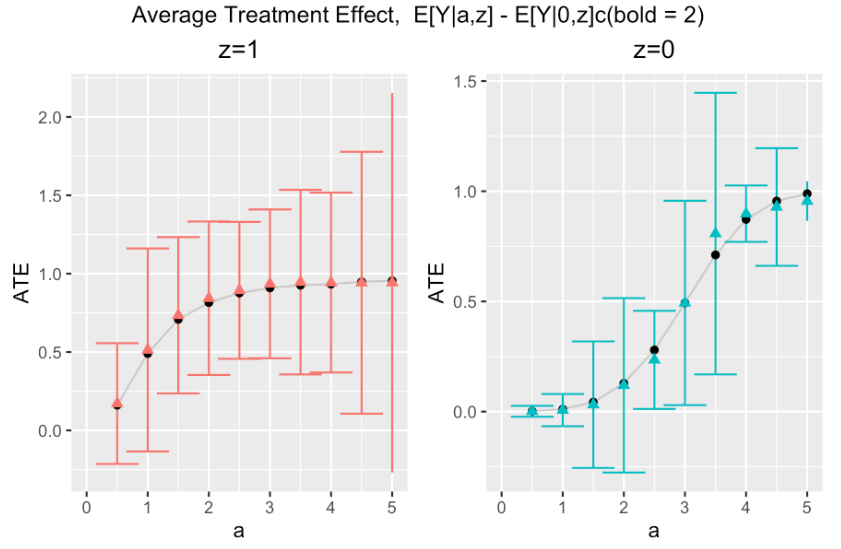 Average Treatment Effect,  E[Y|a,z] - E[Y|0,z]c(bold = 2)
z=1
z=0
ATE
2.0
1.5
1.0
0.5
0.0
0 1 2 3 4 5
a
ATE
1.5
1.0
0.5
0.0
0 1 2 3 4 5
a